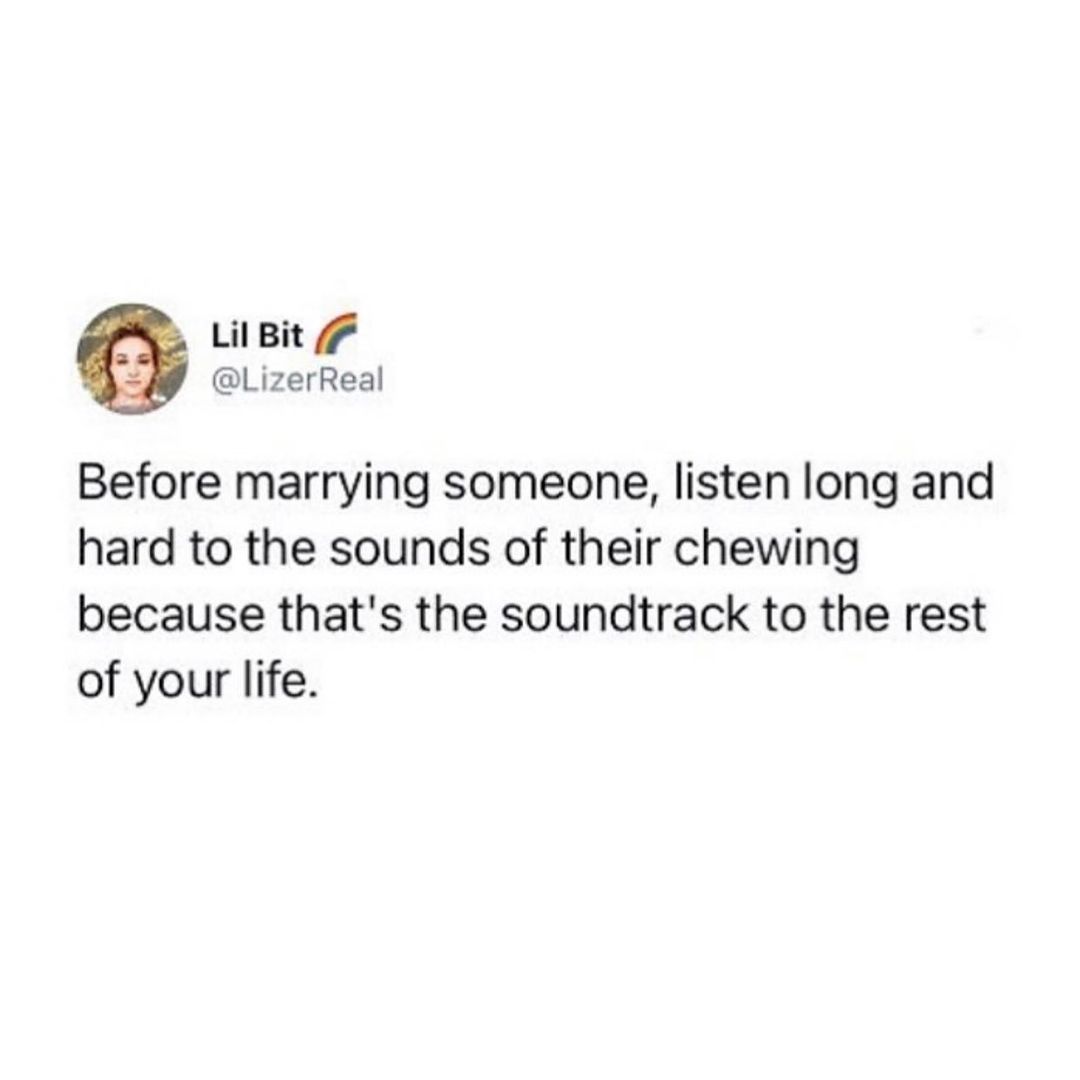 Lil Bit 🌈
@LizerReal
Before marrying someone, listen long and
hard to the sounds of their chewing
because that's the soundtrack to the rest
of your life.